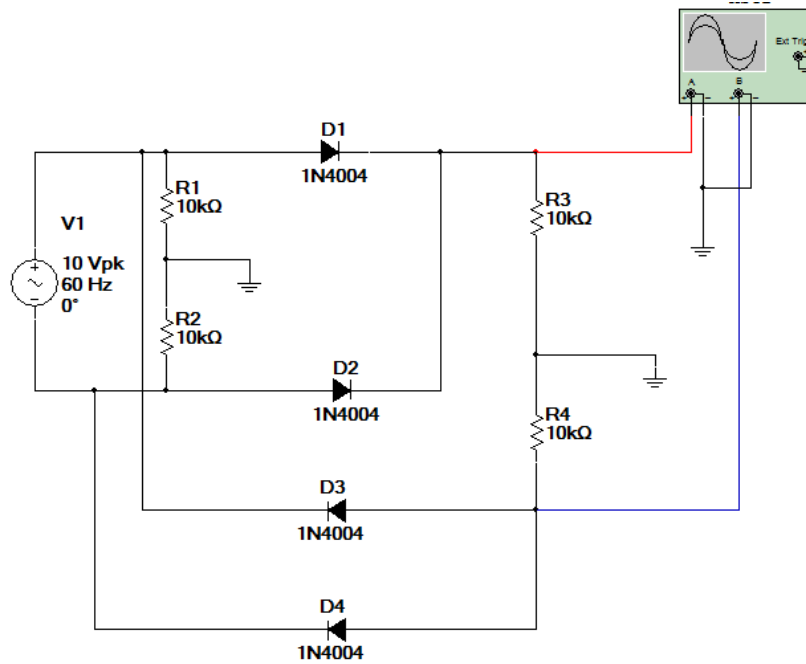 Ext Trig
A
B
D1
1N4004
R1
10kΩ
R3
10kΩ
V1
10 Vpk
60 Hz
0°
R2
10kΩ
D2
1N4004
R4
10kΩ
D3
1N4004
D4
1N4004